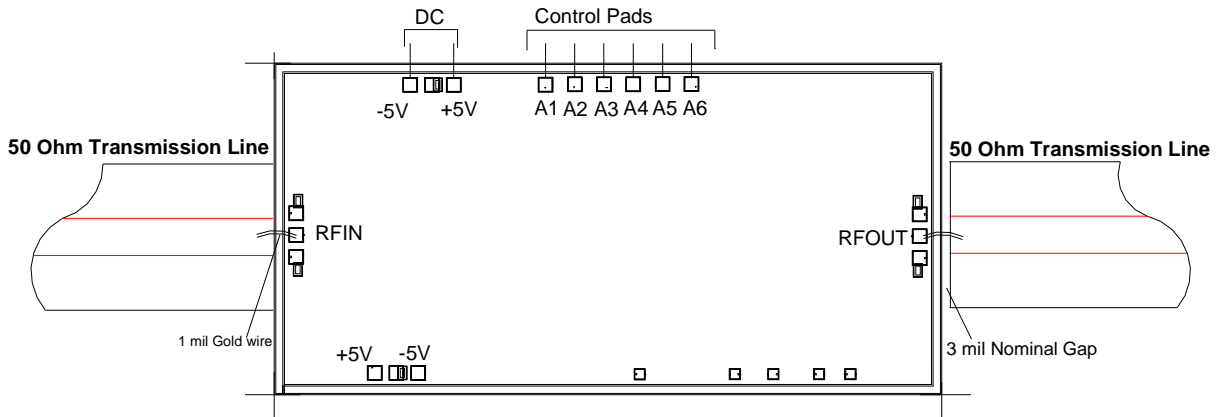 DC
Control Pads
-5V
+5V
A1 A2 A3 A4 A5 A6
50 Ohm Transmission Line
50 Ohm Transmission Line
RFIN
RFOUT
1 mil Gold wire
3 mil Nominal Gap
+5V
-5V